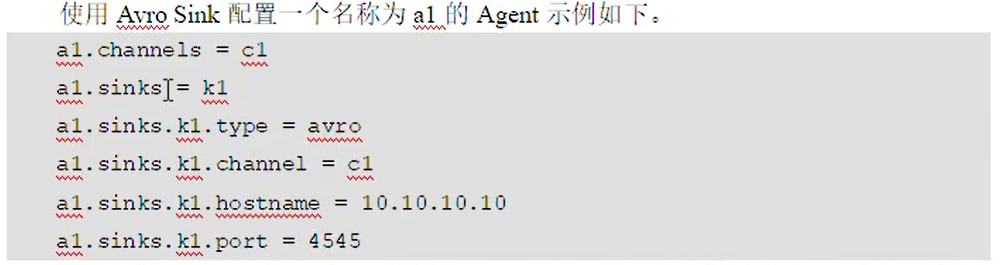 使用 Avro Sink 配置一个名称为 a1 的 Agent 示例如下。
a1.channels = c1
a1.sinks = k1
a1.sinks.k1.type = avro
a1.sinks.k1.channel = c1
a1.sinks.k1.hostname = 10.10.10.10
a1.sinks.k1.port = 4545